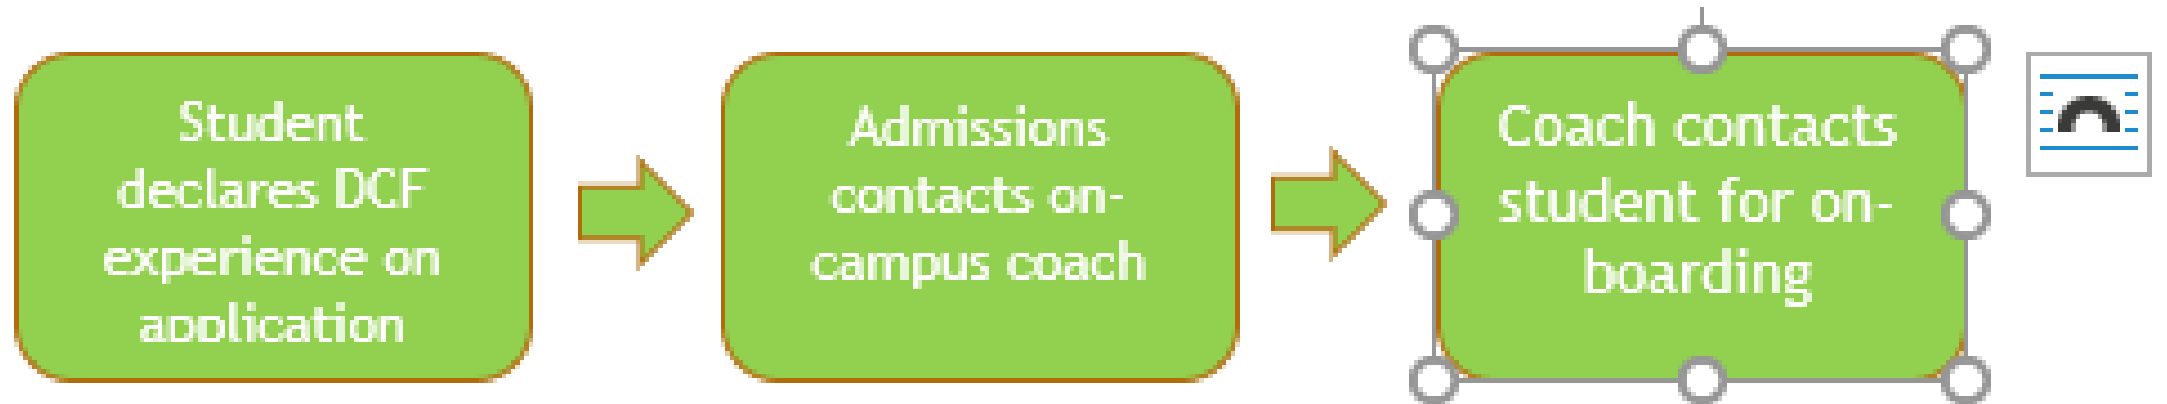 Student
declares DCF
experience on
application
Admissions
contacts on-
campus coach
Coach contacts
student for on-
boarding